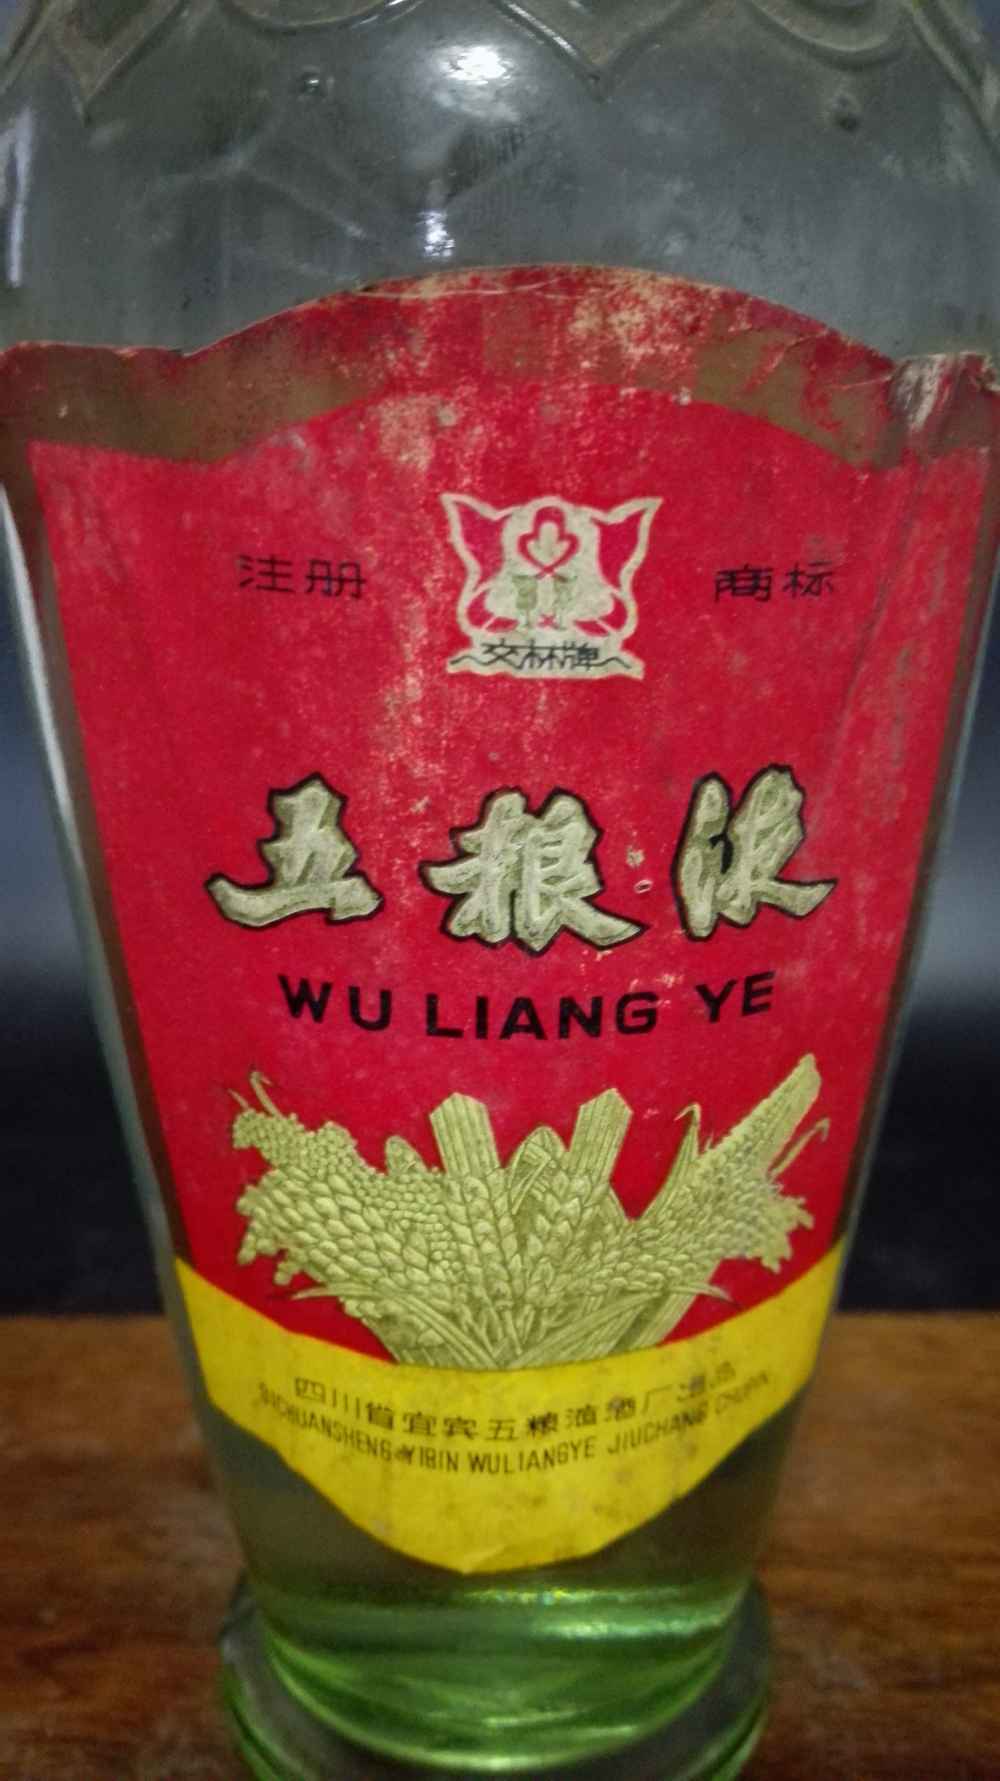 注册
商标
交杯牌
五粮液
WU LIANG YE
四川省宜宾五粮液酒厂出品
SICHUANSHENG YIBIN WULIANGYE JIUCHANG CHUPIN